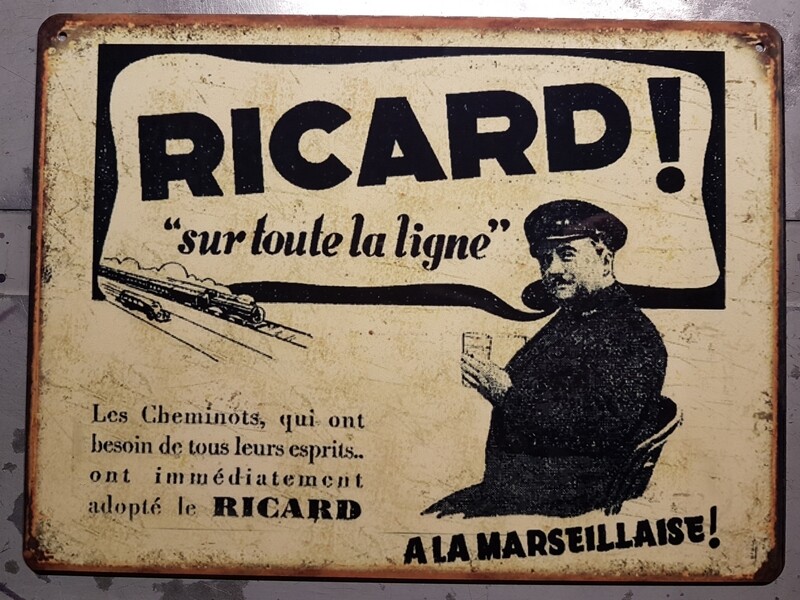 RICARD!
“sur toute la ligne”
Les Cheminots, qui ont
besoin de tous leurs esprits..
ont immédiatement
adopté le RICARD
A LA MARSEILLAISE!